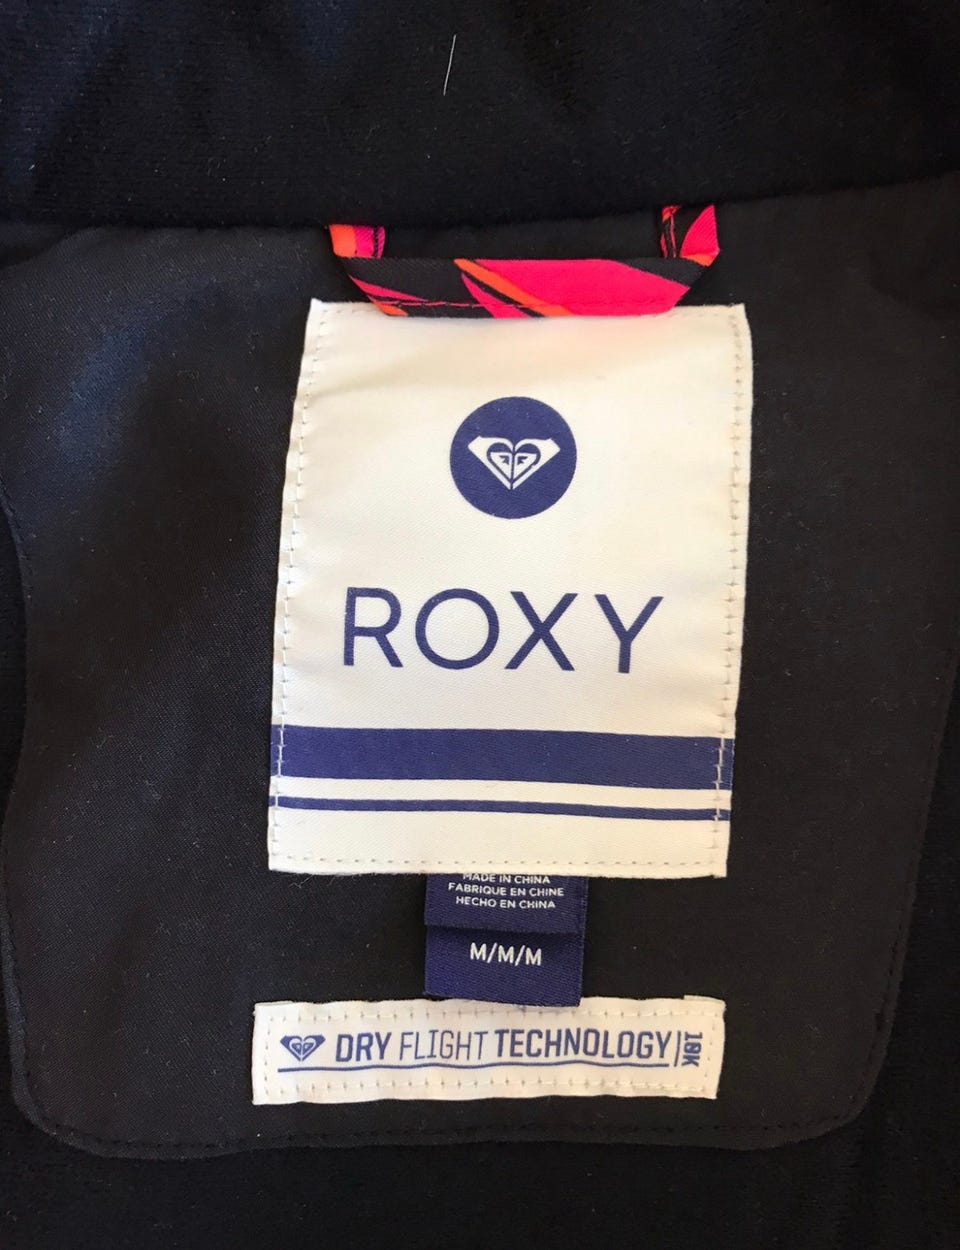 ROXY
MADE IN CHINA
FABRIQUE EN CHINE
HECHO EN CHINA
M/M/M
DRY FLIGHT TECHNOLOGY 10K